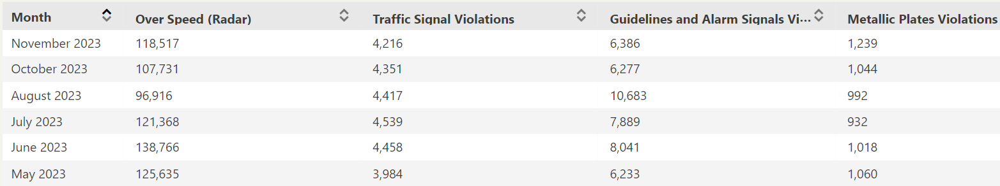 Month Over Speed (Radar) Traffic Signal Violations Guidelines and Alarm Signals Vi... Metallic Plates Violations
November 2023 118,517 4,216 6,386 1,239
October 2023 107,731 4,351 6,277 1,044
August 2023 96,916 4,417 10,683 992
July 2023 121,368 4,539 7,889 932
June 2023 138,766 4,458 8,041 1,018
May 2023 125,635 3,984 6,233 1,060